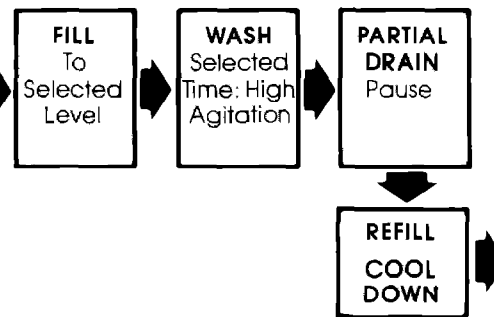 FILL
To
Selected
Level
WASH
Selected
Time: High
Agitation
PARTIAL
DRAIN
Pause
REFILL
COOL
DOWN